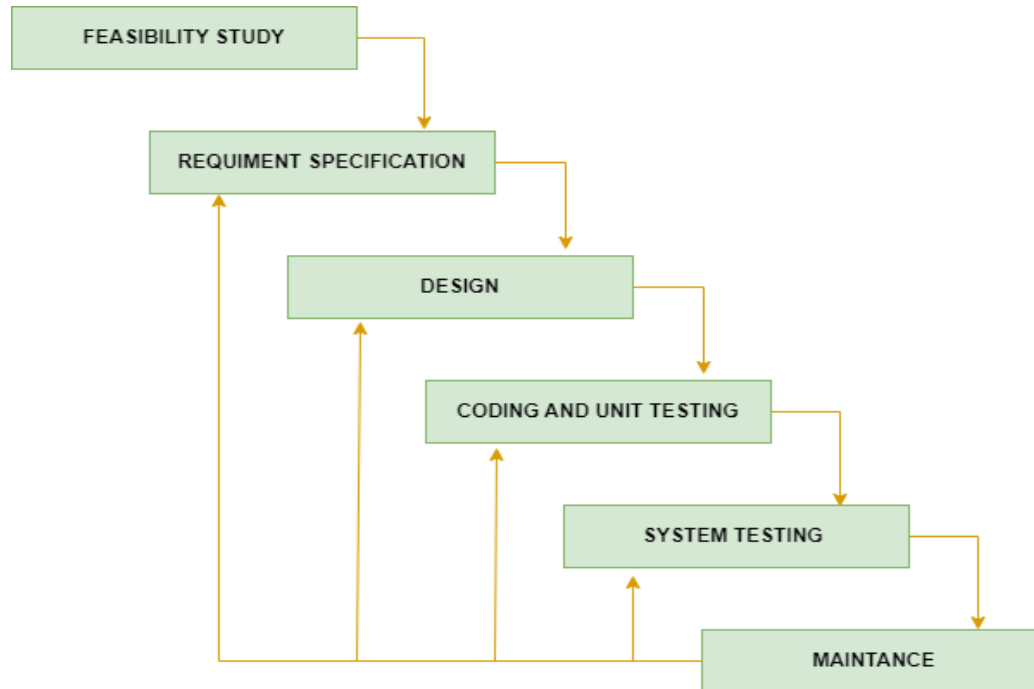 FEASIBILITY STUDY
REQUIMENT SPECIFICATION
DESIGN
CODING AND UNIT TESTING
SYSTEM TESTING
MAINTANCE